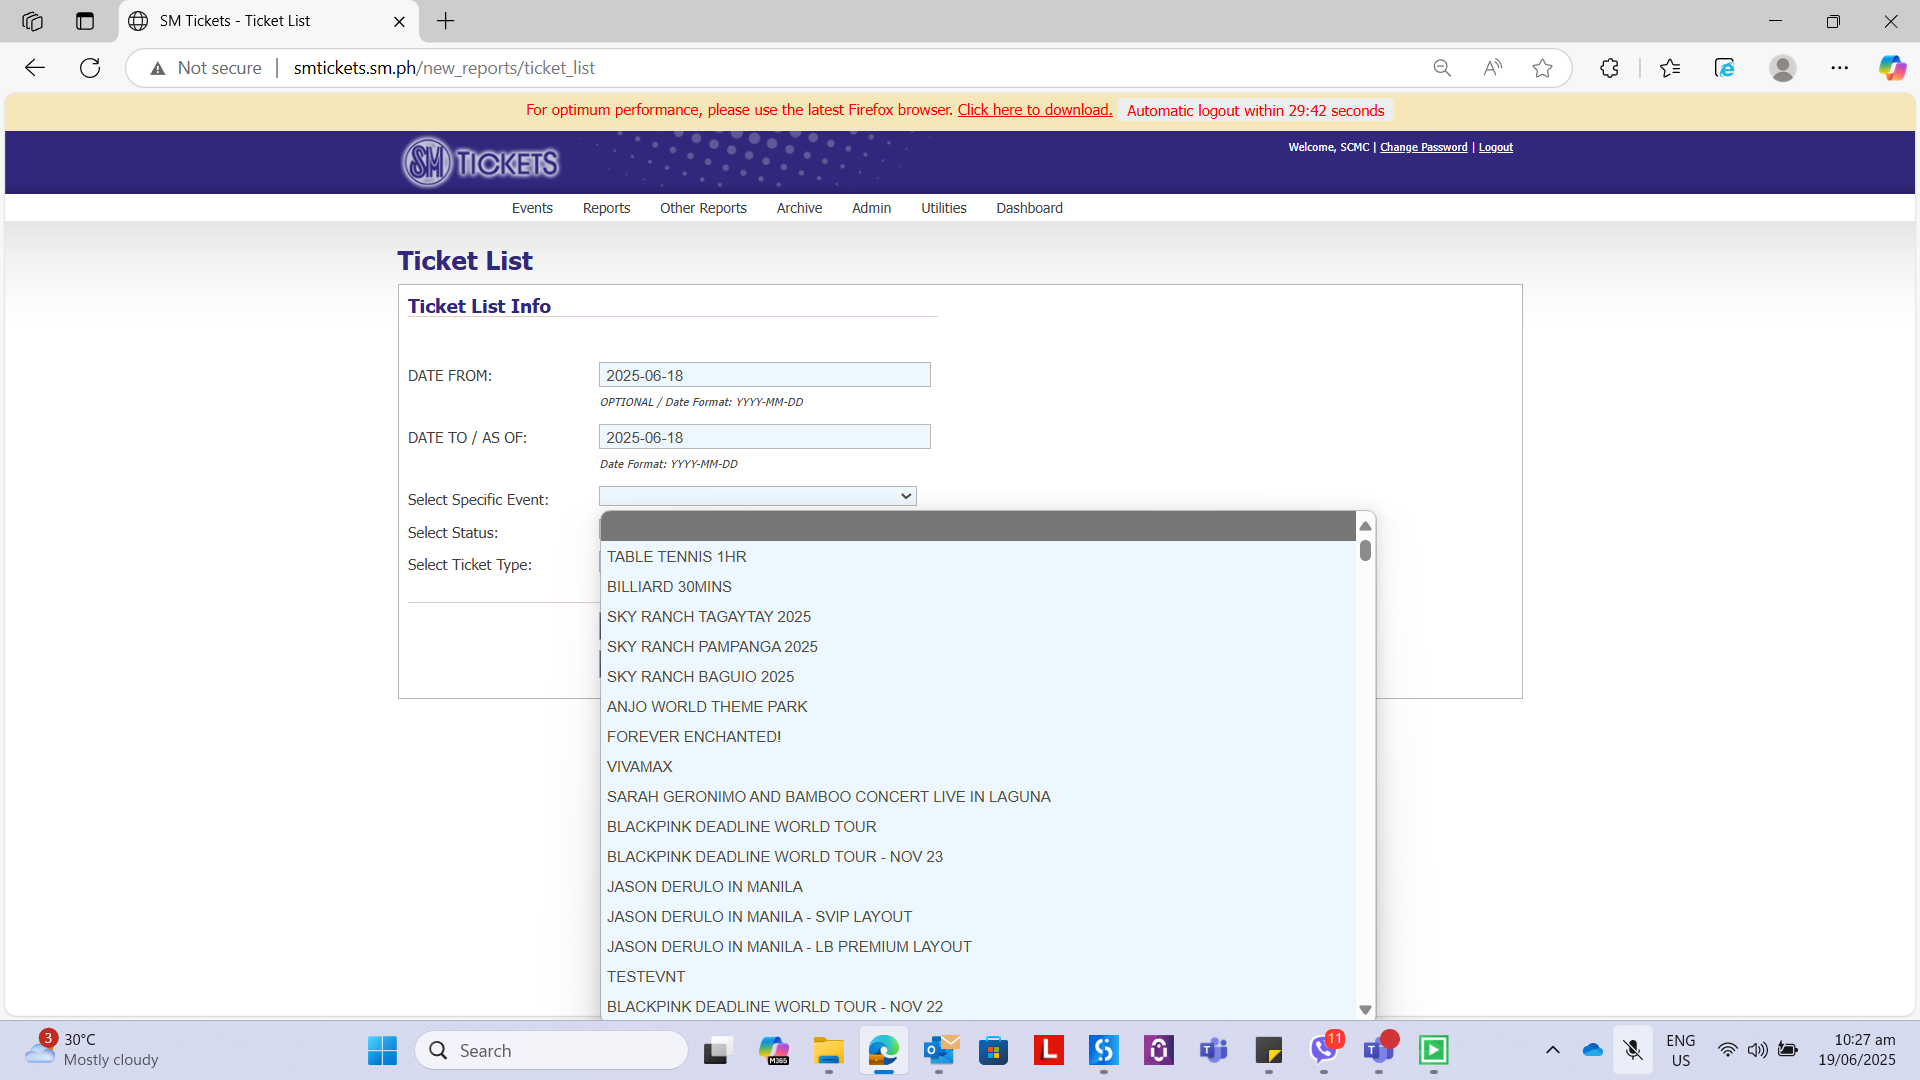 SM Tickets - Ticket List
Not secure
smtickets.sm.ph/new_reports/ticket_list
For optimum performance, please use the latest Firefox browser. Click here to download. Automatic logout within 29:42 seconds
SM TICKETS
Welcome, SCMC | Change Password | Logout
Events Reports Other Reports Archive Admin Utilities Dashboard
Ticket List
Ticket List Info
DATE FROM: 2025-06-18
OPTIONAL / Date Format: YYYY-MM-DD
DATE TO / AS OF: 2025-06-18
Date Format: YYYY-MM-DD
Select Specific Event:
Select Status:
Select Ticket Type:
TABLE TENNIS 1HR
BILLIARD 30MINS
SKY RANCH TAGAYTAY 2025
SKY RANCH PAMPANGA 2025
SKY RANCH BAGUIO 2025
ANJO WORLD THEME PARK
FOREVER ENCHANTED!
VIVAMAX
SARAH GERONIMO AND BAMBOO CONCERT LIVE IN LAGUNA
BLACKPINK DEADLINE WORLD TOUR
BLACKPINK DEADLINE WORLD TOUR - NOV 23
JASON DERULO IN MANILA
JASON DERULO IN MANILA - SVIP LAYOUT
JASON DERULO IN MANILA - LB PREMIUM LAYOUT
TESTEVNT
BLACKPINK DEADLINE WORLD TOUR - NOV 22
3
30°C
Mostly cloudy
Search
M365
L
11
ENG
US
10:27 am
19/06/2025